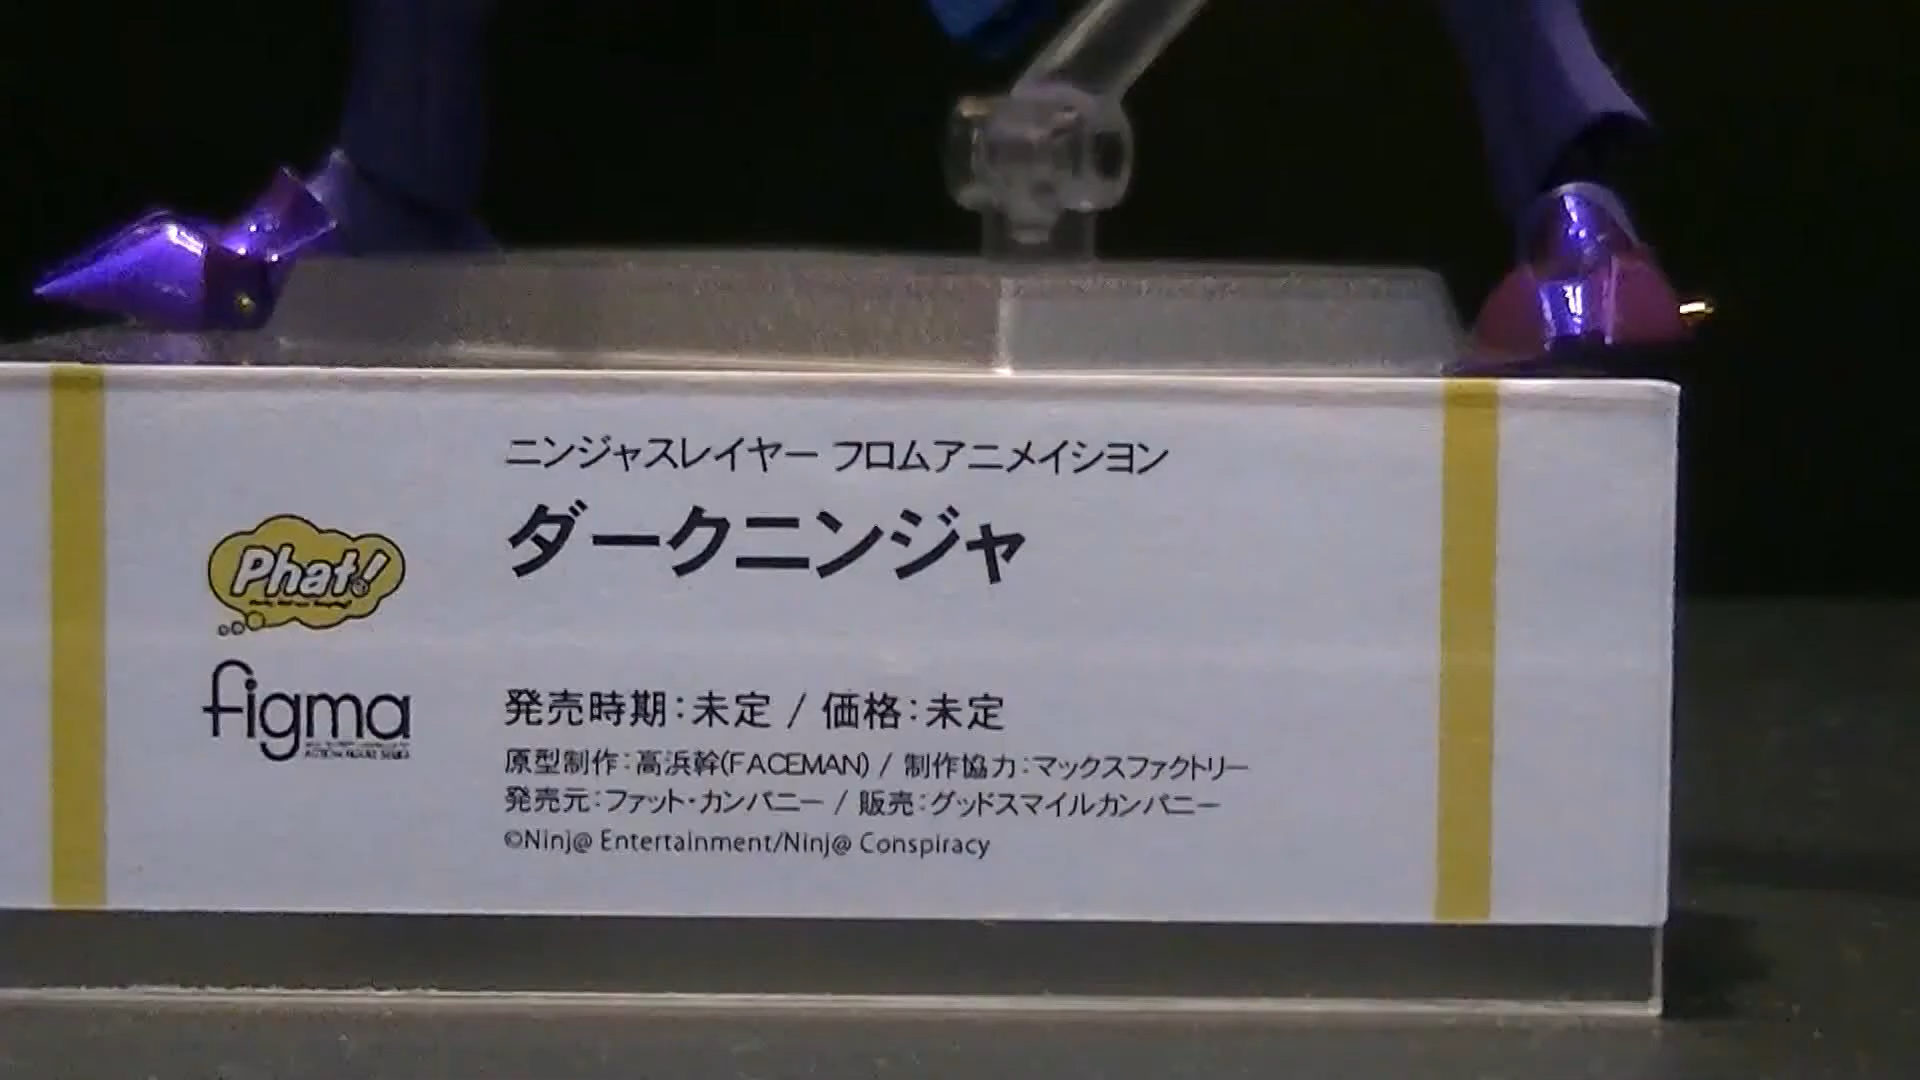 ニンジャスレイヤー フロムアニメイシヨン
ダークニンジャ
Phat!
figma
発売時期:未定 / 価格:未定
原型制作:高浜幹(FACEMAN) / 制作協力:マックスファクトリー
発売元:ファット・カンパニー / 販売:グッドスマイルカンパニー
©Ninj@ Entertainment/Ninj@ Conspiracy